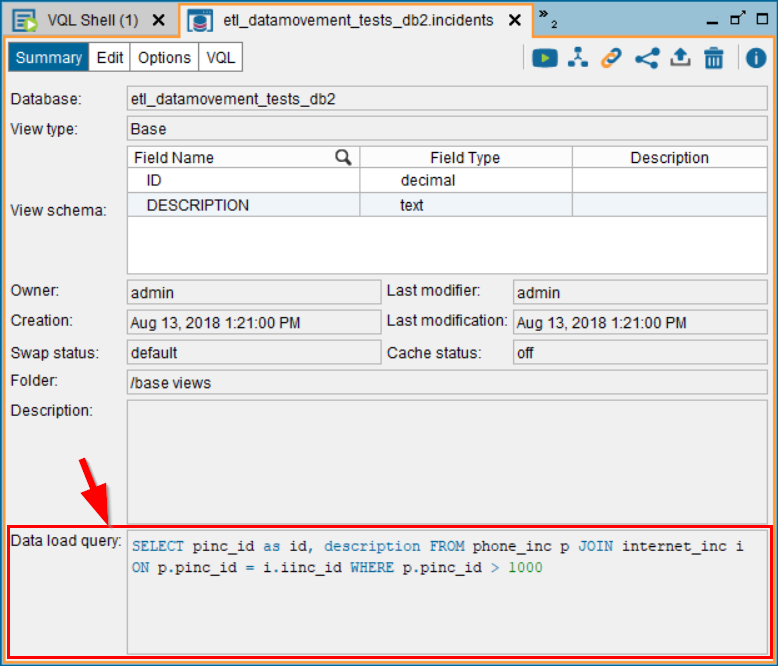 VQL Shell (1)
etl_datamovement_tests_db2.incidents
»2
Summary Edit Options VQL
Database: etl_datamovement_tests_db2
View type: Base
View schema:
Field Name Field Type Description
ID decimal
DESCRIPTION text
Owner: admin Last modifier: admin
Creation: Aug 13, 2018 1:21:00 PM Last modification: Aug 13, 2018 1:21:00 PM
Swap status: default Cache status: off
Folder: /base views
Description:
Data load query: SELECT pinc_id as id, description FROM phone_inc p JOIN internet_inc i
ON p.pinc_id = i.iinc_id WHERE p.pinc_id > 1000